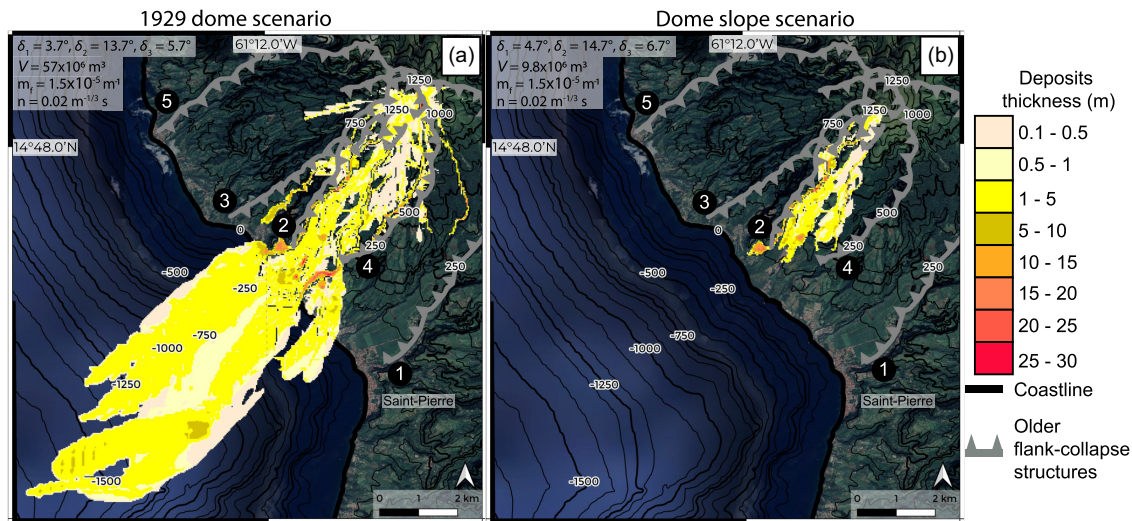 1929 dome scenario
δ1 = 3.7°, δ2 = 13.7°, δ3 = 5.7°
V = 57x10⁶ m³
mf = 1.5x10⁻⁵ m⁻¹
n = 0.02 m⁻¹ᐟ³ s
61°12.0'W
(a)
14°48.0'N
5
3
2
4
1
1250
1250
1000
750
500
250
250
0
-250
-500
-750
-1000
-1250
-1500
Saint-Pierre
0 1 2 km
Dome slope scenario
δ1 = 4.7°, δ2 = 14.7°, δ3 = 6.7°
V = 9.8x10⁶ m³
mf = 1.5x10⁻⁵ m⁻¹
n = 0.02 m⁻¹ᐟ³ s
61°12.0'W
(b)
14°48.0'N
5
3
2
4
1
1250
1250
1000
750
500
250
250
0
-250
-500
-750
-1000
-1250
-1500
Saint-Pierre
0 1 2 km
Deposits
thickness (m)
0.1 - 0.5
0.5 - 1
1 - 5
5 - 10
10 - 15
15 - 20
20 - 25
25 - 30
Coastline
Older
flank-collapse
structures